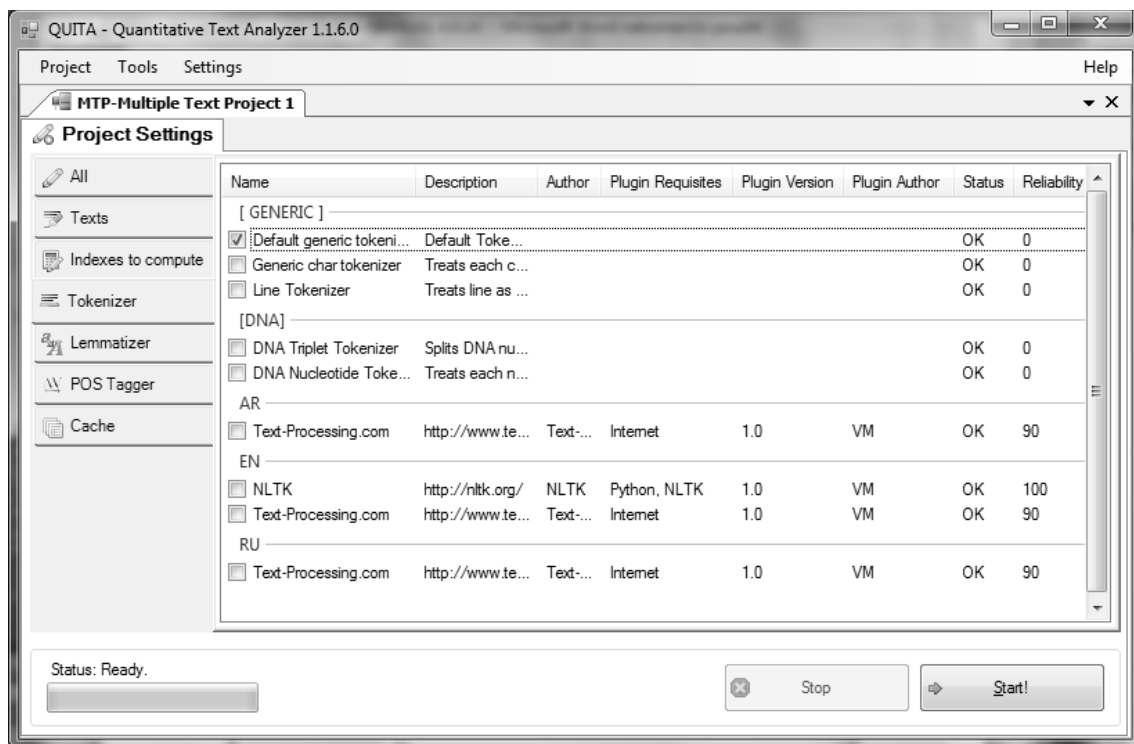 QUITA - Quantitative Text Analyzer 1.1.6.0
Project Tools Settings Help
MTP-Multiple Text Project 1
Project Settings
All
Texts
Indexes to compute
Tokenizer
Lemmatizer
POS Tagger
Cache
Name Description Author Plugin Requisites Plugin Version Plugin Author Status Reliability
[ GENERIC ]
Default generic tokeni... Default Toke... OK 0
Generic char tokenizer Treats each c... OK 0
Line Tokenizer Treats line as ... OK 0
[DNA]
DNA Triplet Tokenizer Splits DNA nu... OK 0
DNA Nucleotide Toke... Treats each n... OK 0
AR
Text-Processing.com http://www.te... Text-... Internet 1.0 VM OK 90
EN
NLTK http://nltk.org/ NLTK Python, NLTK 1.0 VM OK 100
Text-Processing.com http://www.te... Text-... Internet 1.0 VM OK 90
RU
Text-Processing.com http://www.te... Text-... Internet 1.0 VM OK 90
Status: Ready.
Stop Start!